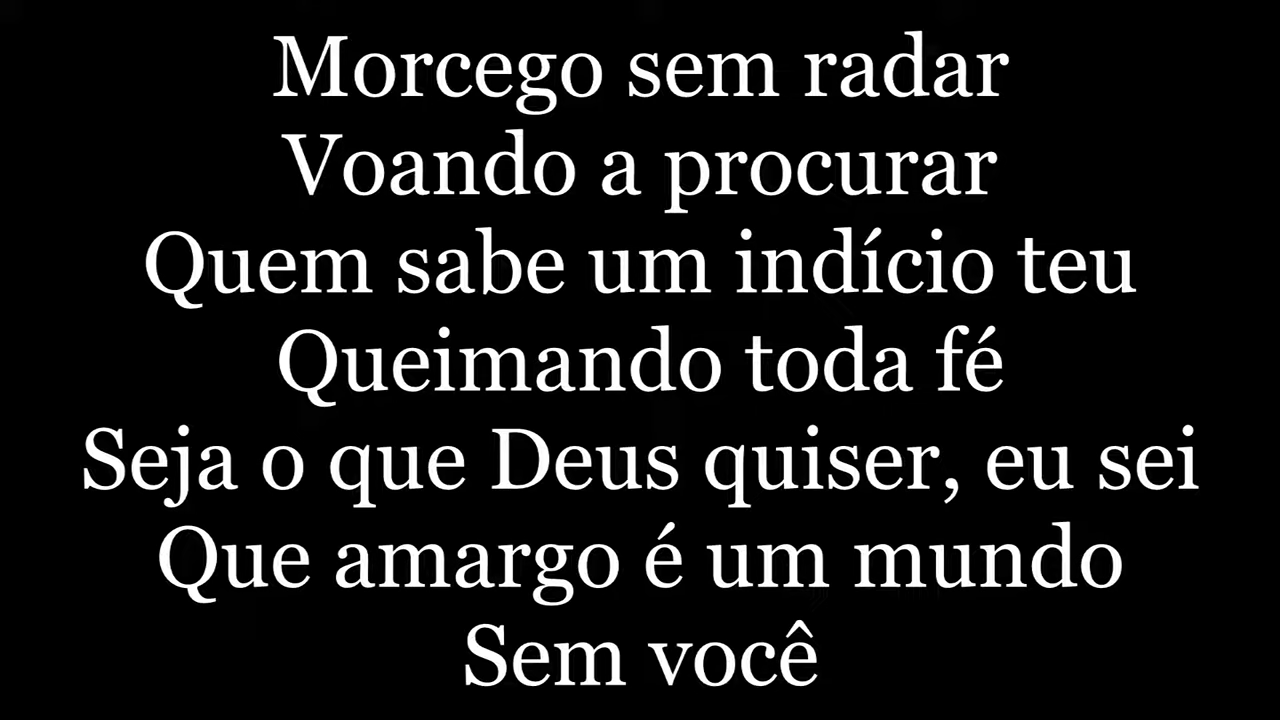 Morcego sem radar
Voando a procurar
Quem sabe um indício teu
Queimando toda fé
Seja o que Deus quiser, eu sei
Que amargo é um mundo
Sem você